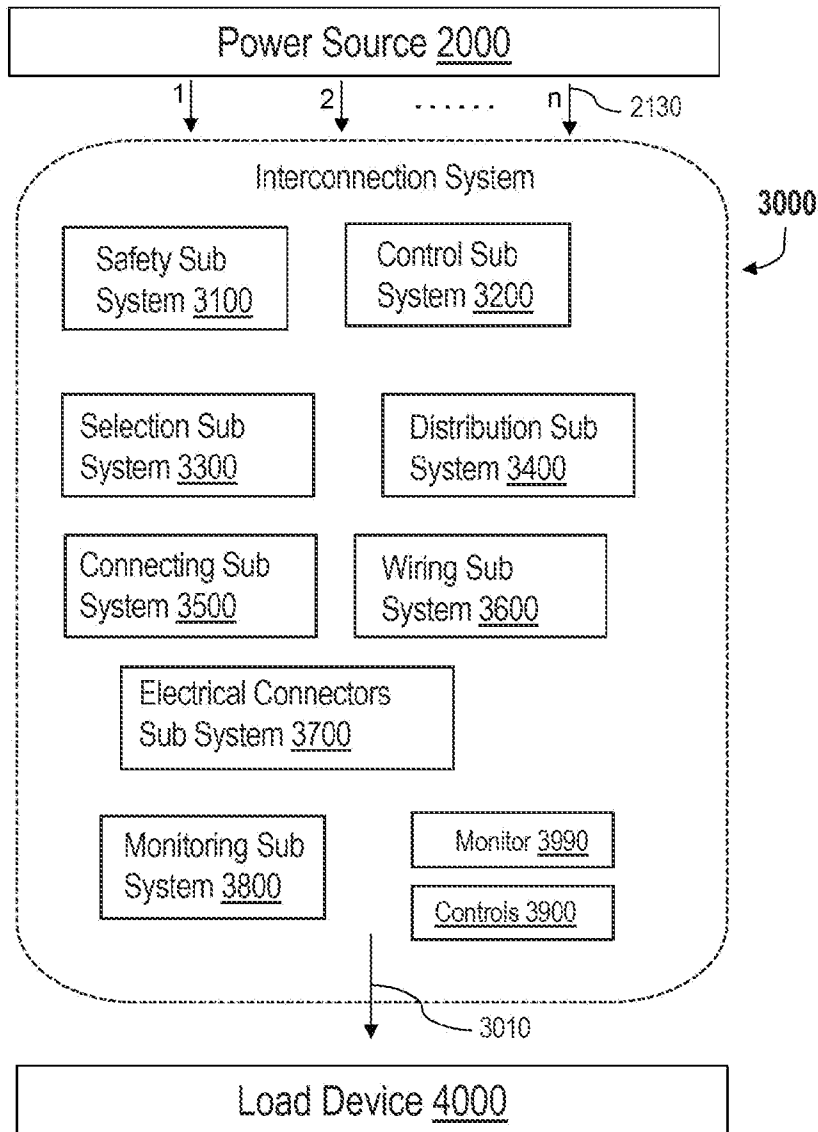 Power Source 2000
1
2
......
n
2130
Interconnection System
3000
Safety Sub
System 3100
Control Sub
System 3200
Selection Sub
System 3300
Distribution Sub
System 3400
Connecting Sub
System 3500
Wiring Sub
System 3600
Electrical Connectors
Sub System 3700
Monitoring Sub
System 3800
Monitor 3990
Controls 3900
3010
Load Device 4000